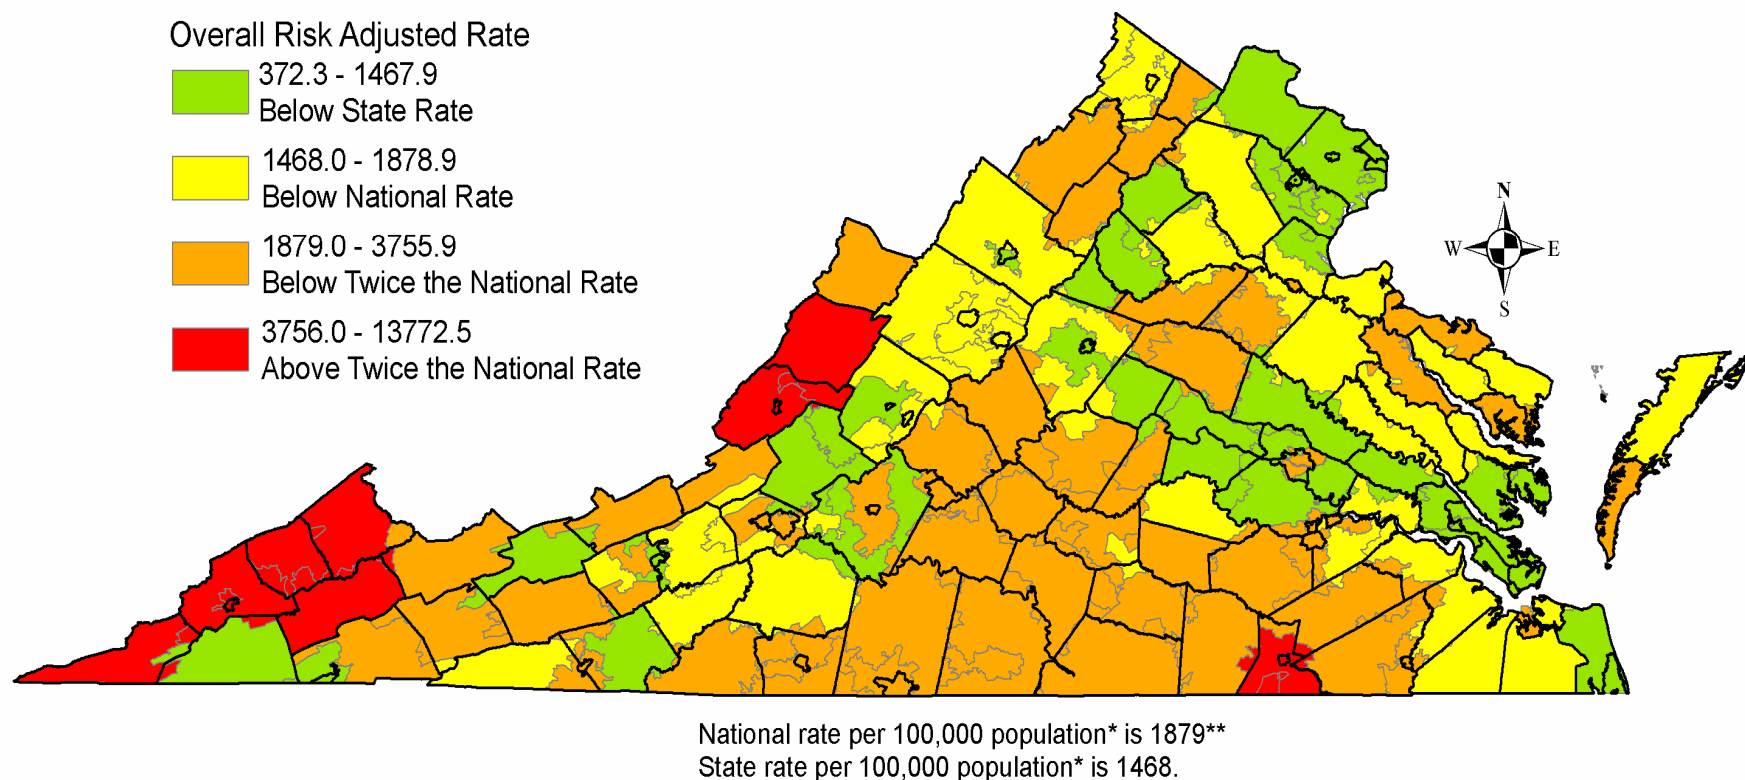 Overall Risk Adjusted Rate
372.3 - 1467.9
Below State Rate
1468.0 - 1878.9
Below National Rate
1879.0 - 3755.9
Below Twice the National Rate
3756.0 - 13772.5
Above Twice the National Rate
N
W E
S
National rate per 100,000 population* is 1879**
State rate per 100,000 population* is 1468.